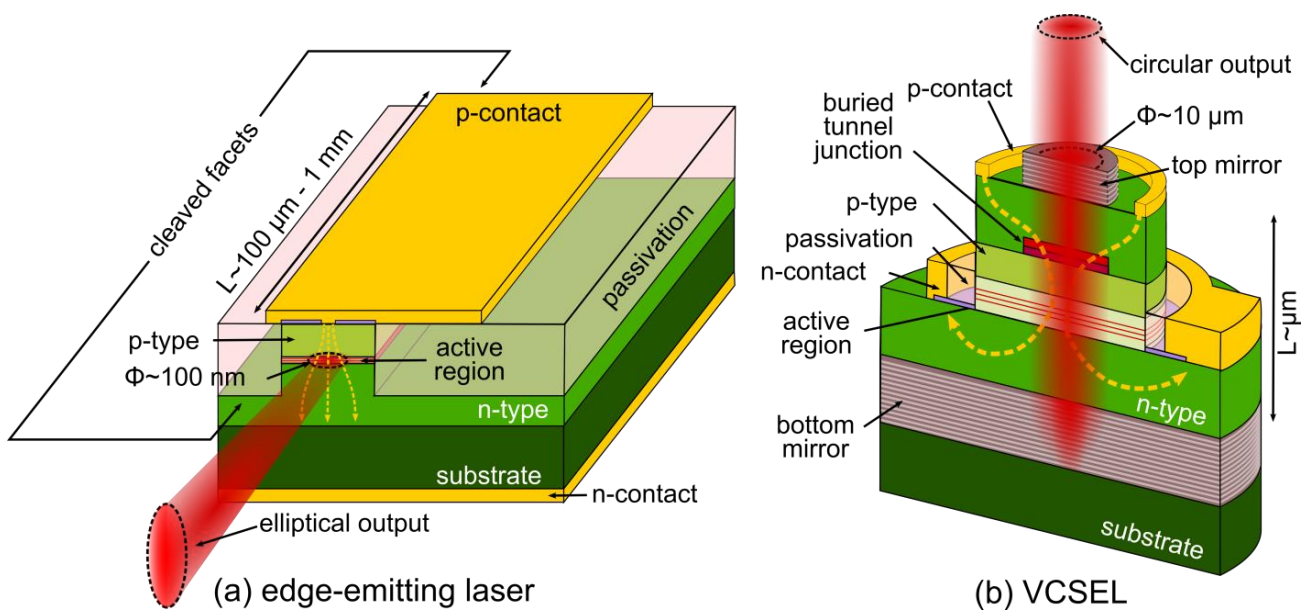 cleaved facets
L~100 µm - 1 mm
p-contact
passivation
p-type
Φ~100 nm
active
region
n-type
substrate
n-contact
elliptical output
(a) edge-emitting laser
circular output
p-contact
buried
tunnel
junction
Φ~10 µm
top mirror
p-type
passivation
n-contact
active
region
L~µm
n-type
bottom
mirror
substrate
(b) VCSEL